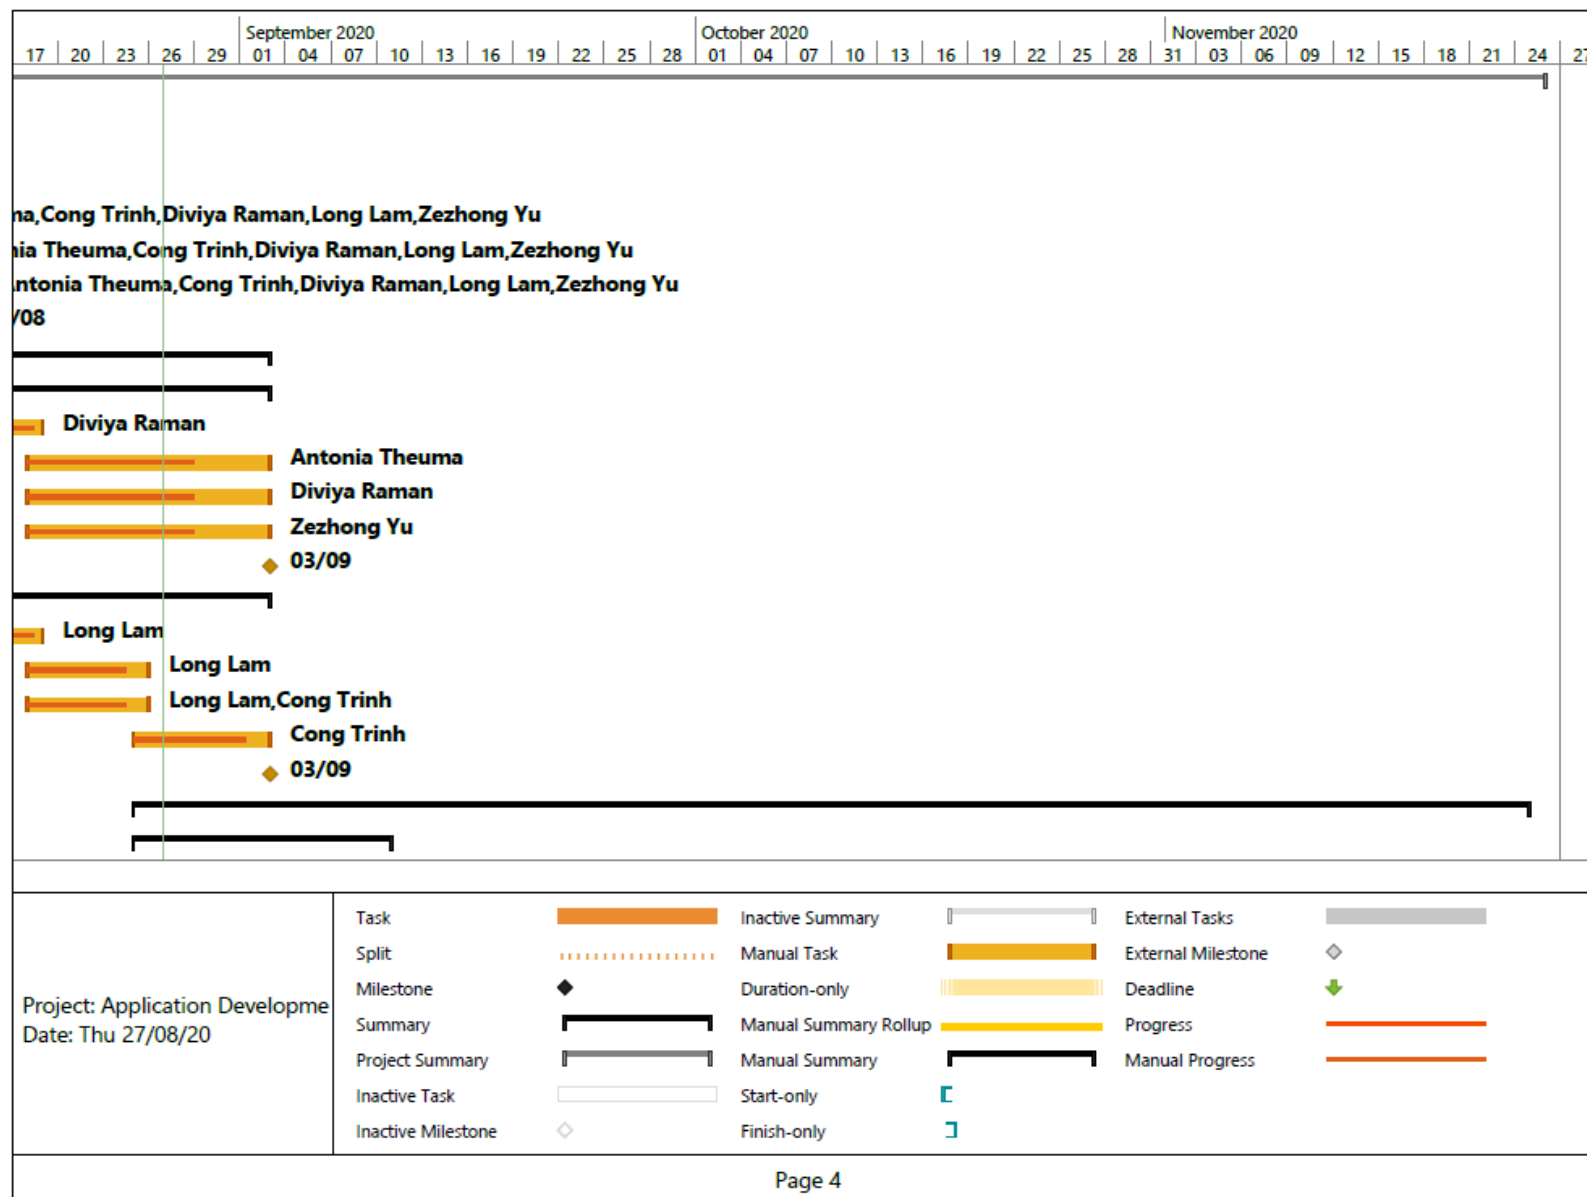 September 2020 October 2020 November 2020
17 20 23 26 29 01 04 07 10 13 16 19 22 25 28 01 04 07 10 13 16 19 22 25 28 31 03 06 09 12 15 18 21 24 27
na,Cong Trinh,Diviya Raman,Long Lam,Zezhong Yu
nia Theuma,Cong Trinh,Diviya Raman,Long Lam,Zezhong Yu
Antonia Theuma,Cong Trinh,Diviya Raman,Long Lam,Zezhong Yu
/08
Diviya Raman
Antonia Theuma
Diviya Raman
Zezhong Yu
03/09
Long Lam
Long Lam
Long Lam,Cong Trinh
Cong Trinh
03/09
Project: Application Developme
Date: Thu 27/08/20
Task
Split
Milestone
Summary
Project Summary
Inactive Task
Inactive Milestone
Inactive Summary
Manual Task
Duration-only
Manual Summary Rollup
Manual Summary
Start-only
Finish-only
External Tasks
External Milestone
Deadline
Progress
Manual Progress
Page 4